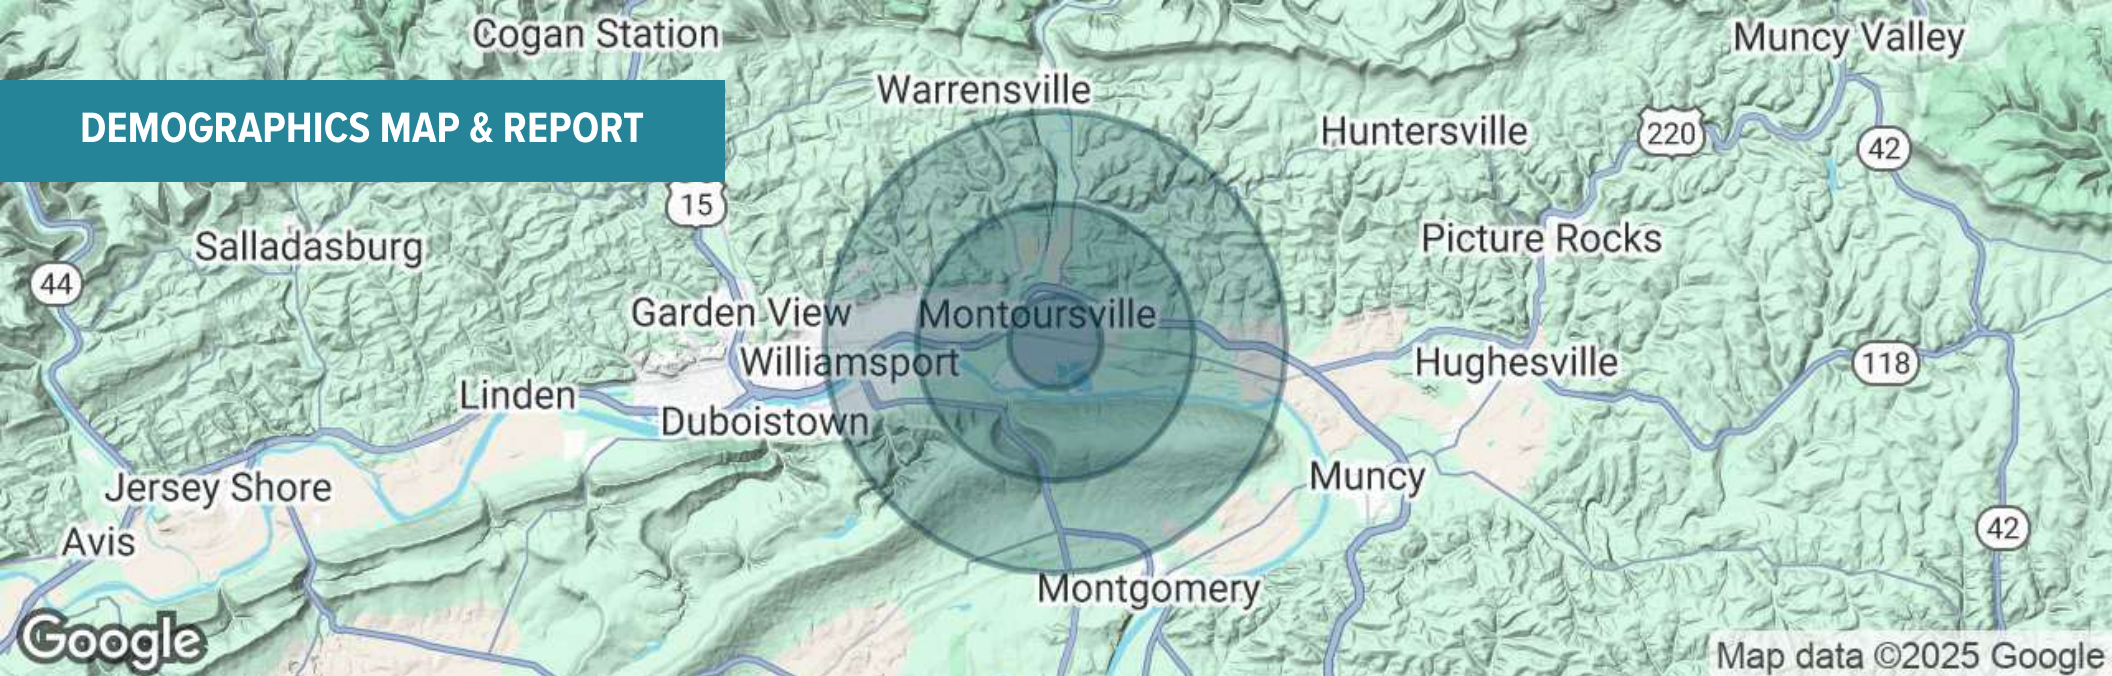 Cogan Station
Muncy Valley
Warrensville
DEMOGRAPHICS MAP & REPORT
Huntersville
220
42
15
Salladasburg
Picture Rocks
44
Garden View
Montoursville
Williamsport
Hughesville
118
Linden
Duboistown
Muncy
Jersey Shore
42
Avis
Montgomery
Google
Map data ©2025 Google